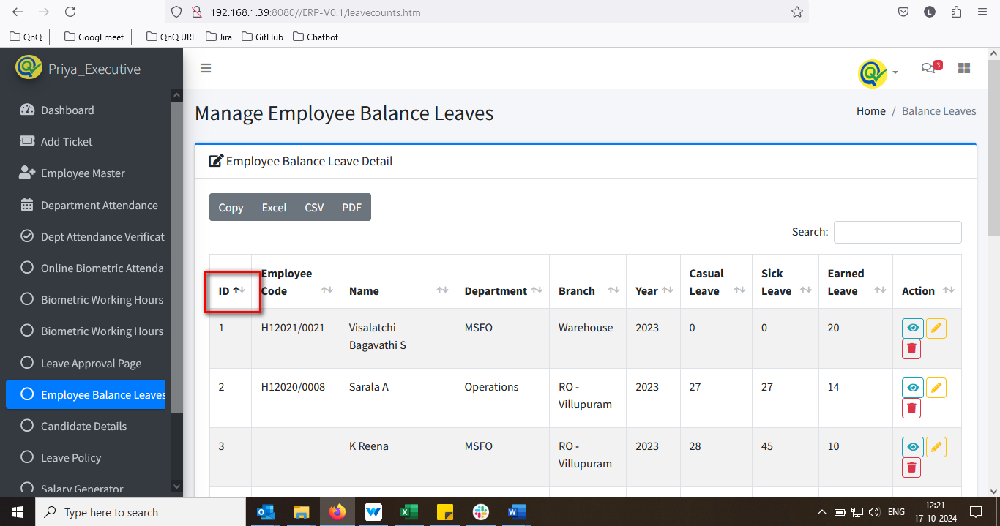 192.168.1.39:8080//ERP-V0.1/leavecounts.html
L
QnQ
Googl meet
QnQ URL
Jira
GitHub
Chatbot
Priya_Executive
3
Dashboard
Add Ticket
Employee Master
Department Attendance
Dept Attendance Verificat
Online Biometric Attenda
Biometric Working Hours
Biometric Working Hours
Leave Approval Page
Employee Balance Leaves
Candidate Details
Leave Policy
Salary Generator
Manage Employee Balance Leaves
Home / Balance Leaves
Employee Balance Leave Detail
Copy Excel CSV PDF
Search:
ID Employee Code Name Department Branch Year Casual Leave Sick Leave Earned Leave Action
1 H12021/0021 Visalatchi Bagavathi S MSFO Warehouse 2023 0 0 20
2 H12020/0008 Sarala A Operations RO - Villupuram 2023 27 27 14
3 K Reena MSFO RO - Villupuram 2023 28 45 10
Type here to search
ENG
12:21
17-10-2024